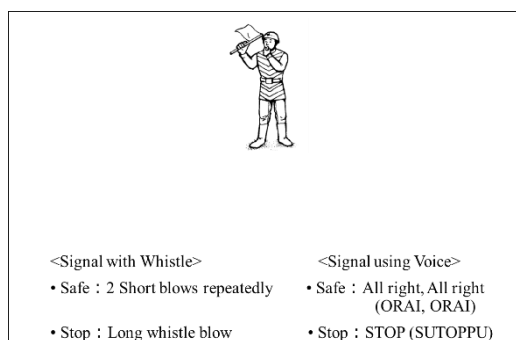 <Signal with Whistle>
• Safe：2 Short blows repeatedly
• Stop：Long whistle blow
<Signal using Voice>
• Safe：All right, All right
(ORAI, ORAI)
• Stop：STOP (SUTOPPU)